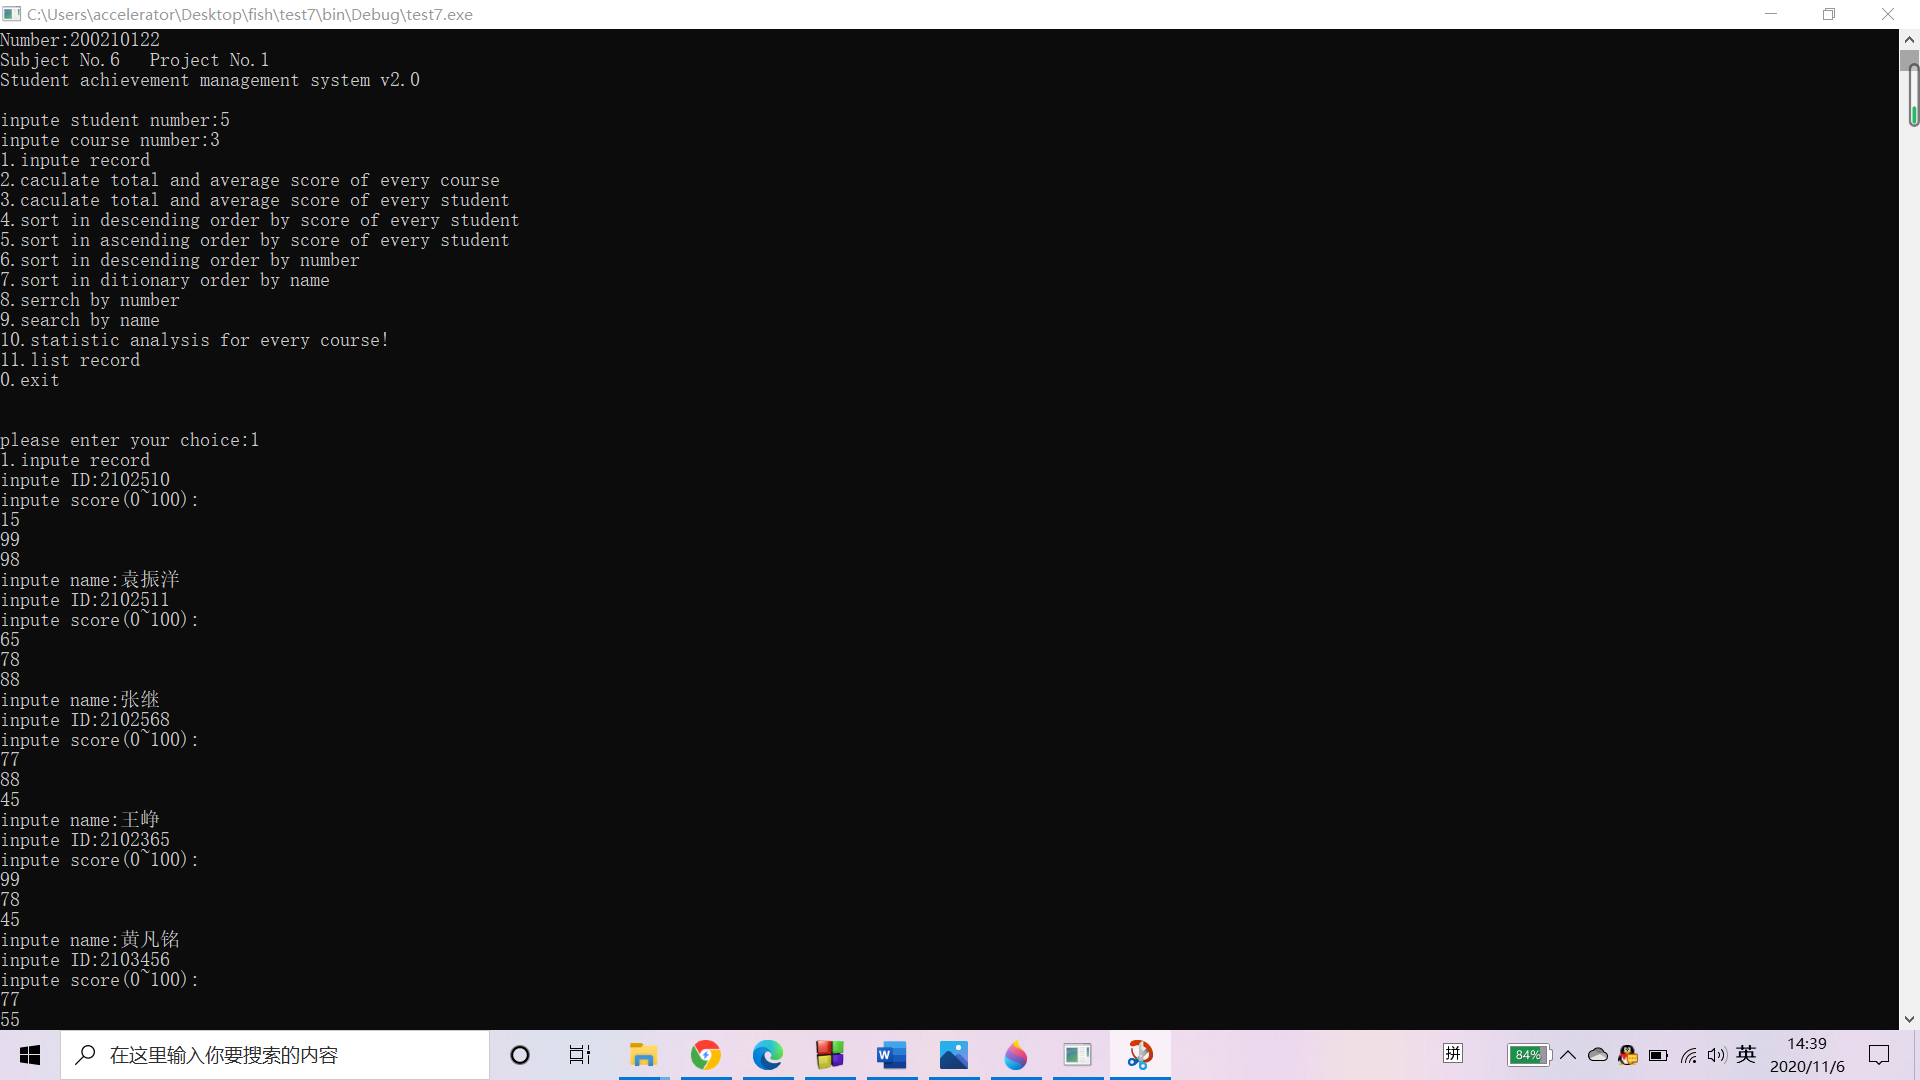 C:\Users\accelerator\Desktop\fish\test7\bin\Debug\test7.exe
Number:200210122
Subject No.6   Project No.1
Student achievement management system v2.0
inpute student number:5
inpute course number:3
1.inpute record
2.caculate total and average score of every course
3.caculate total and average score of every student
4.sort in descending order by score of every student
5.sort in ascending order by score of every student
6.sort in descending order by number
7.sort in ditionary order by name
8.serrch by number
9.search by name
10.statistic analysis for every course!
11.list record
0.exit
please enter your choice:1
1.inpute record
inpute ID:2102510
inpute score(0~100):
15
99
98
inpute name:袁振洋
inpute ID:2102511
inpute score(0~100):
65
78
88
inpute name:张继
inpute ID:2102568
inpute score(0~100):
77
88
45
inpute name:王峥
inpute ID:2102365
inpute score(0~100):
99
78
45
inpute name:黄凡铭
inpute ID:2103456
inpute score(0~100):
77
55
在这里输入你要搜索的内容
拼
84%
英
14:39
2020/11/6